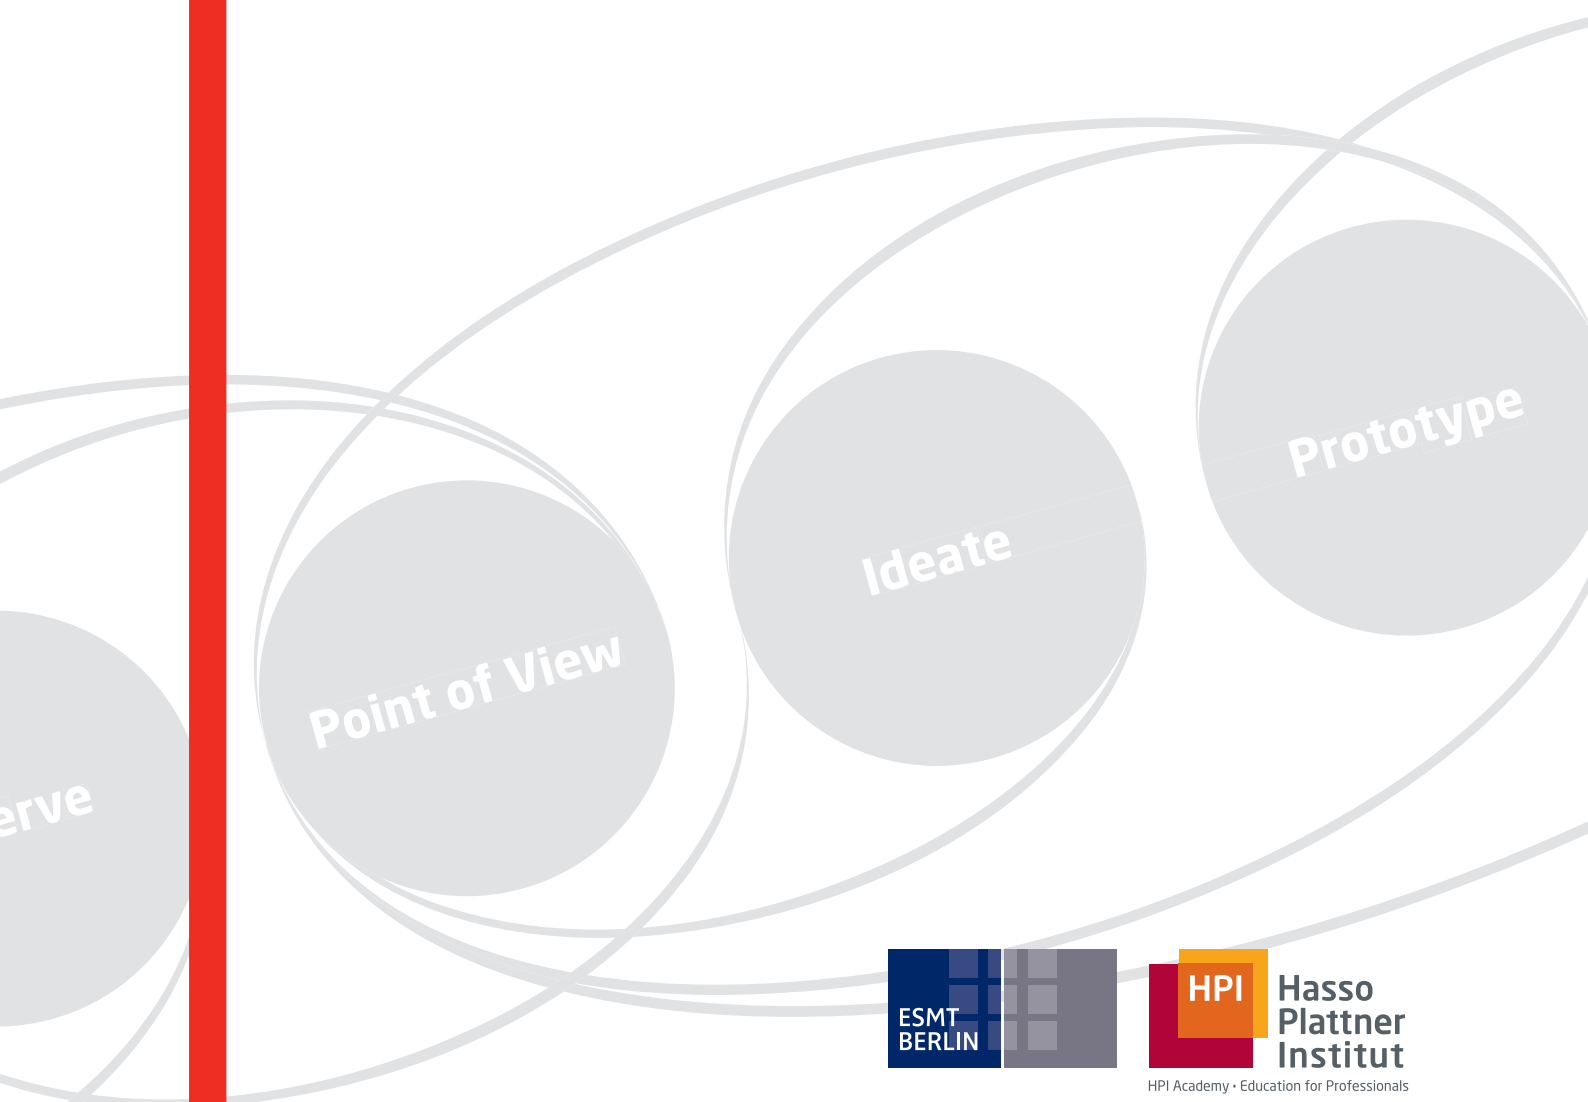 erve
Point of View
Ideate
Prototype
ESMT
BERLIN
HPI
Hasso
Plattner
Institut
HPI Academy • Education for Professionals